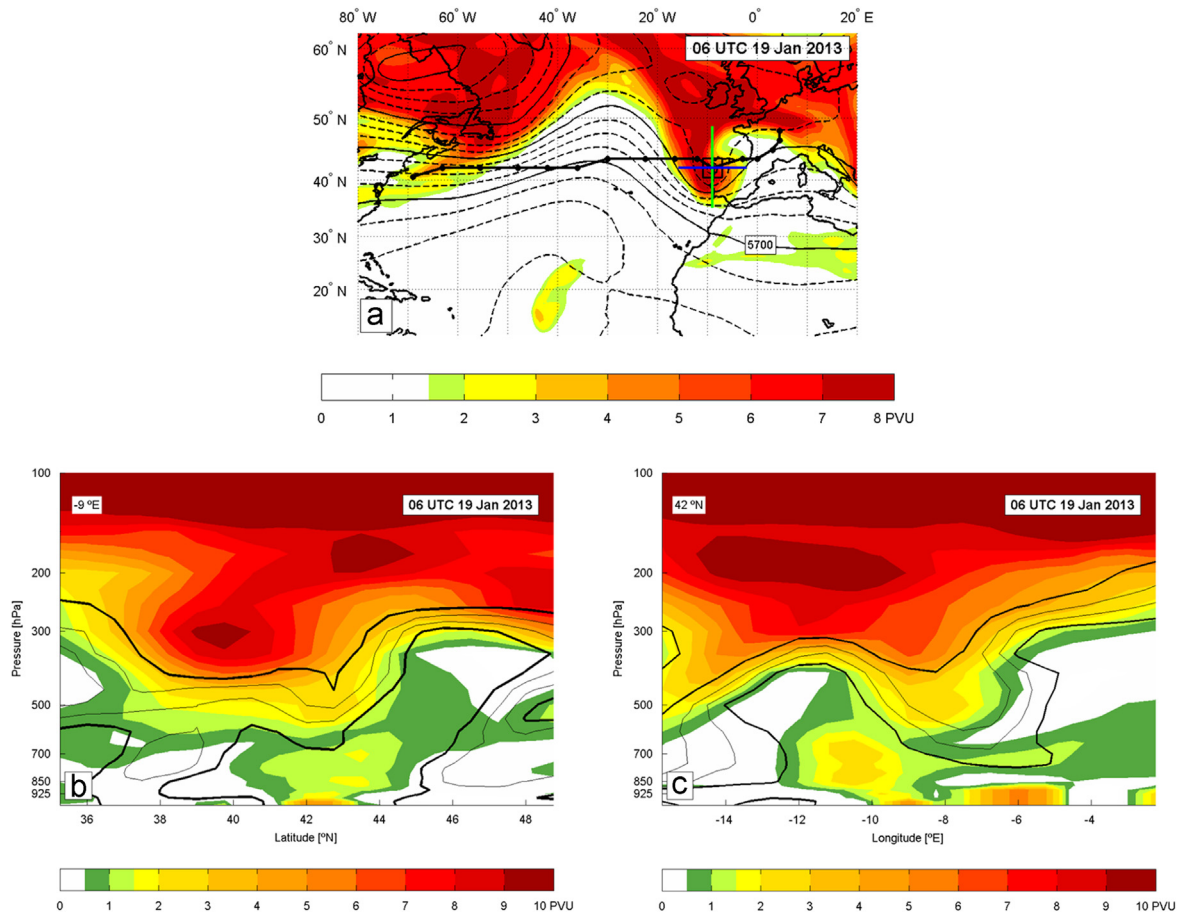 80° W 60° W 40° W 20° W 0° 20° E
06 UTC 19 Jan 2013
60° N
50° N
40° N
30° N
20° N
5700
a
0 1 2 3 4 5 6 7 8 PVU
100
200
300
500
700
850
925
Pressure [hPa]
-9 ºE
06 UTC 19 Jan 2013
b
36 38 40 42 44 46 48
Latitude [ºN]
0 1 2 3 4 5 6 7 8 9 10 PVU
100
200
300
500
700
850
925
Pressure [hPa]
42 ºN
06 UTC 19 Jan 2013
c
-14 -12 -10 -8 -6 -4
Longitude [ºE]
0 1 2 3 4 5 6 7 8 9 10 PVU